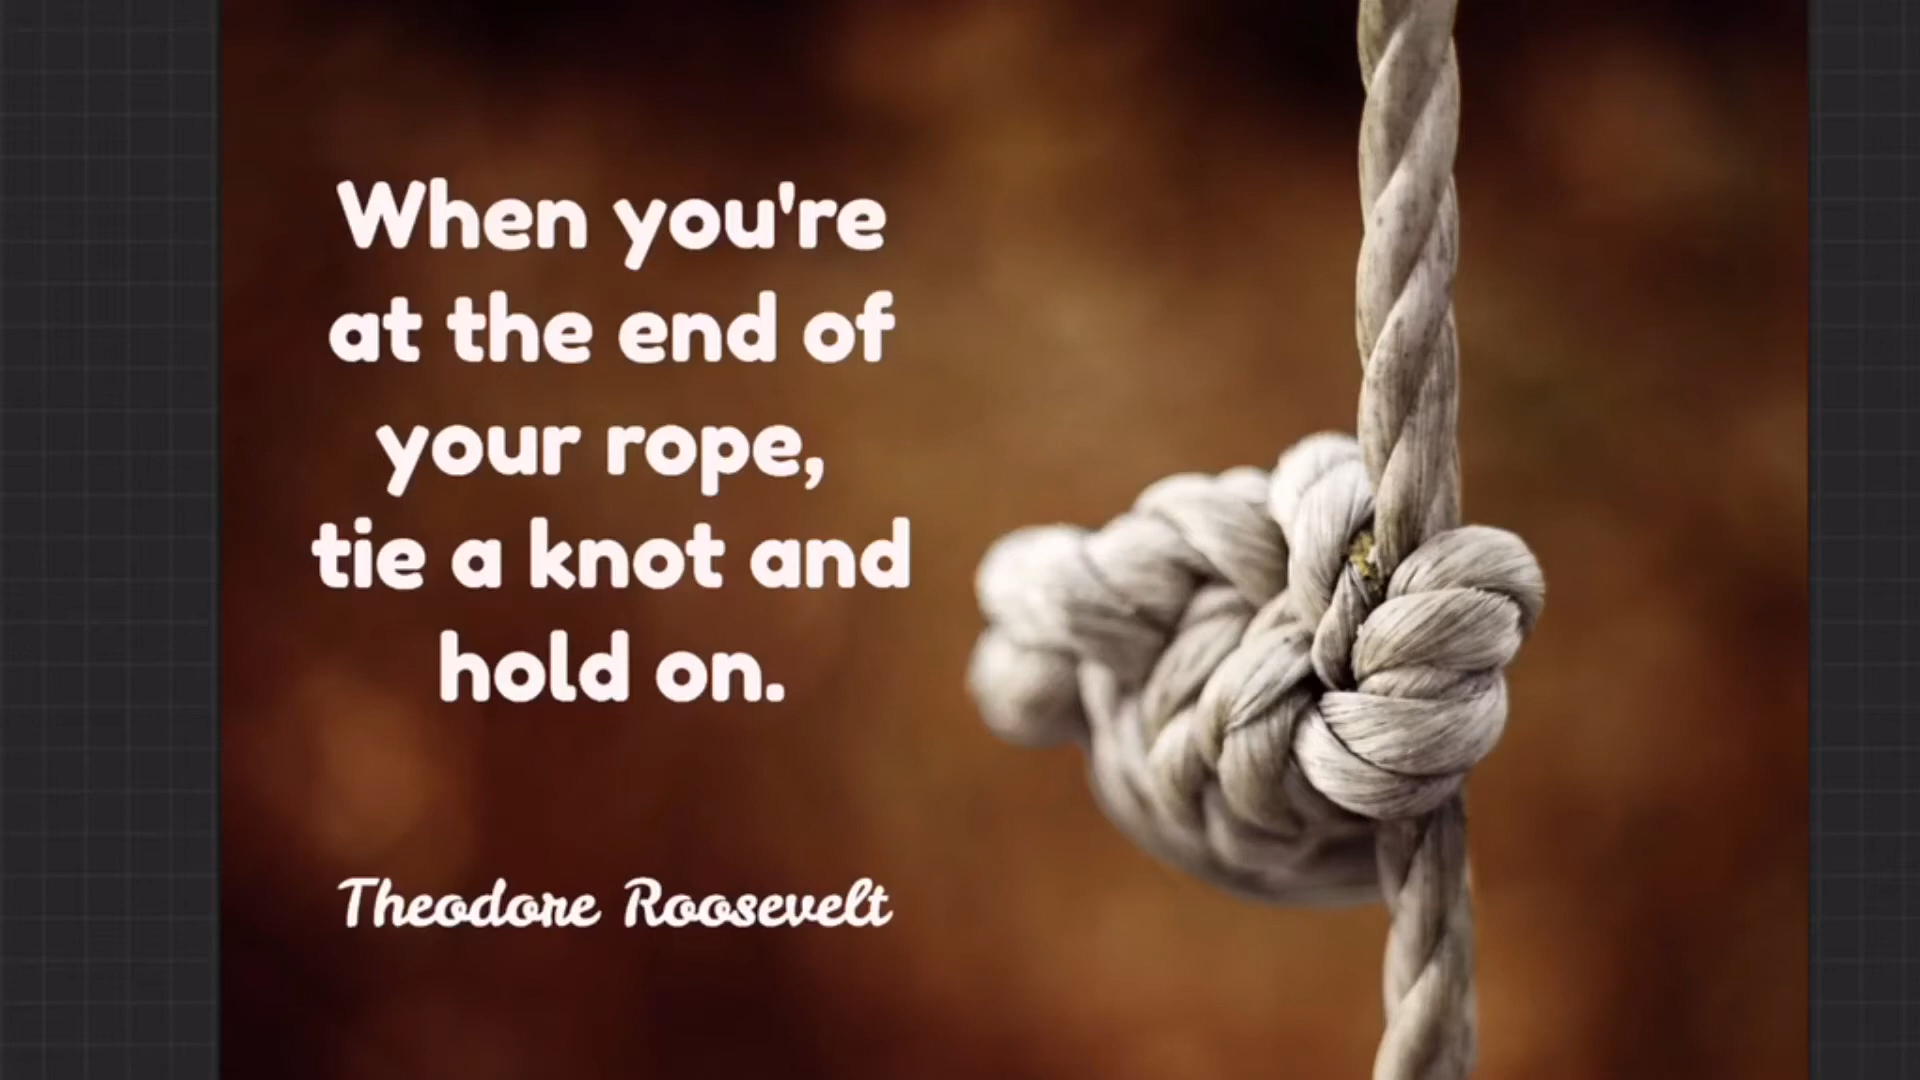 When you're
at the end of
your rope,
tie a knot and
hold on.
Theodore Roosevelt